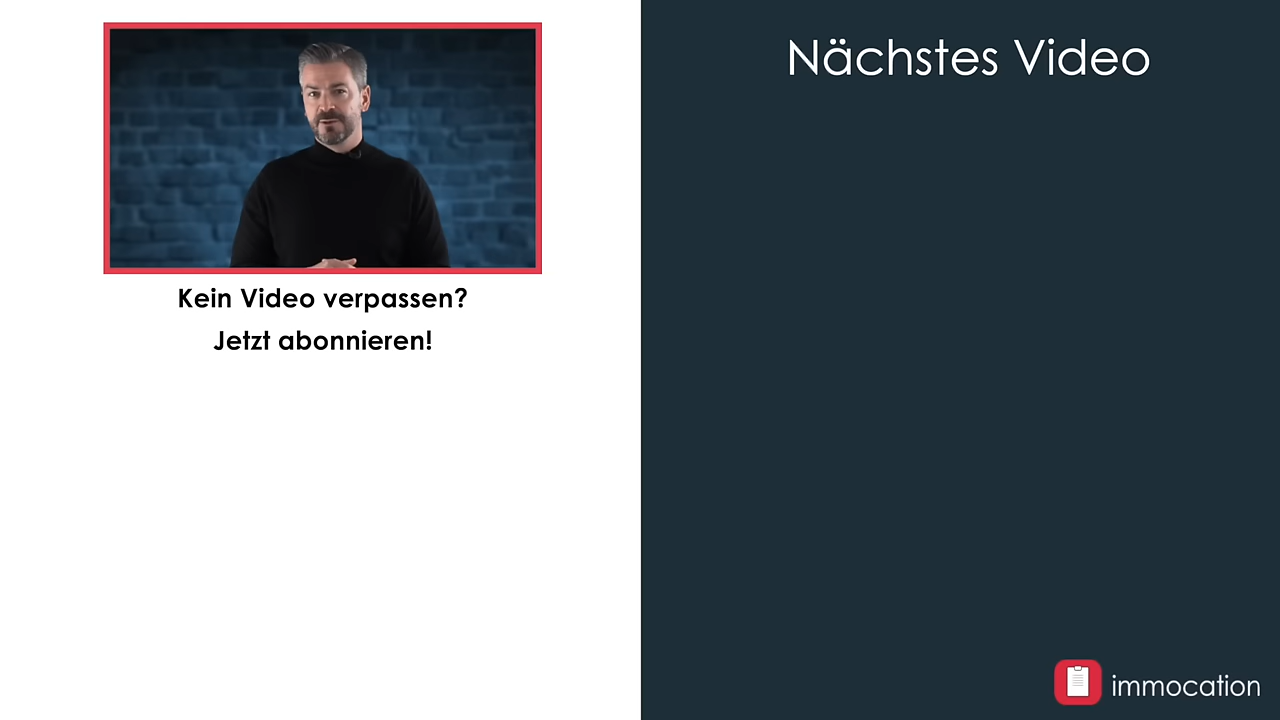 Kein Video verpassen?
Jetzt abonnieren!
Nächstes Video
immocation